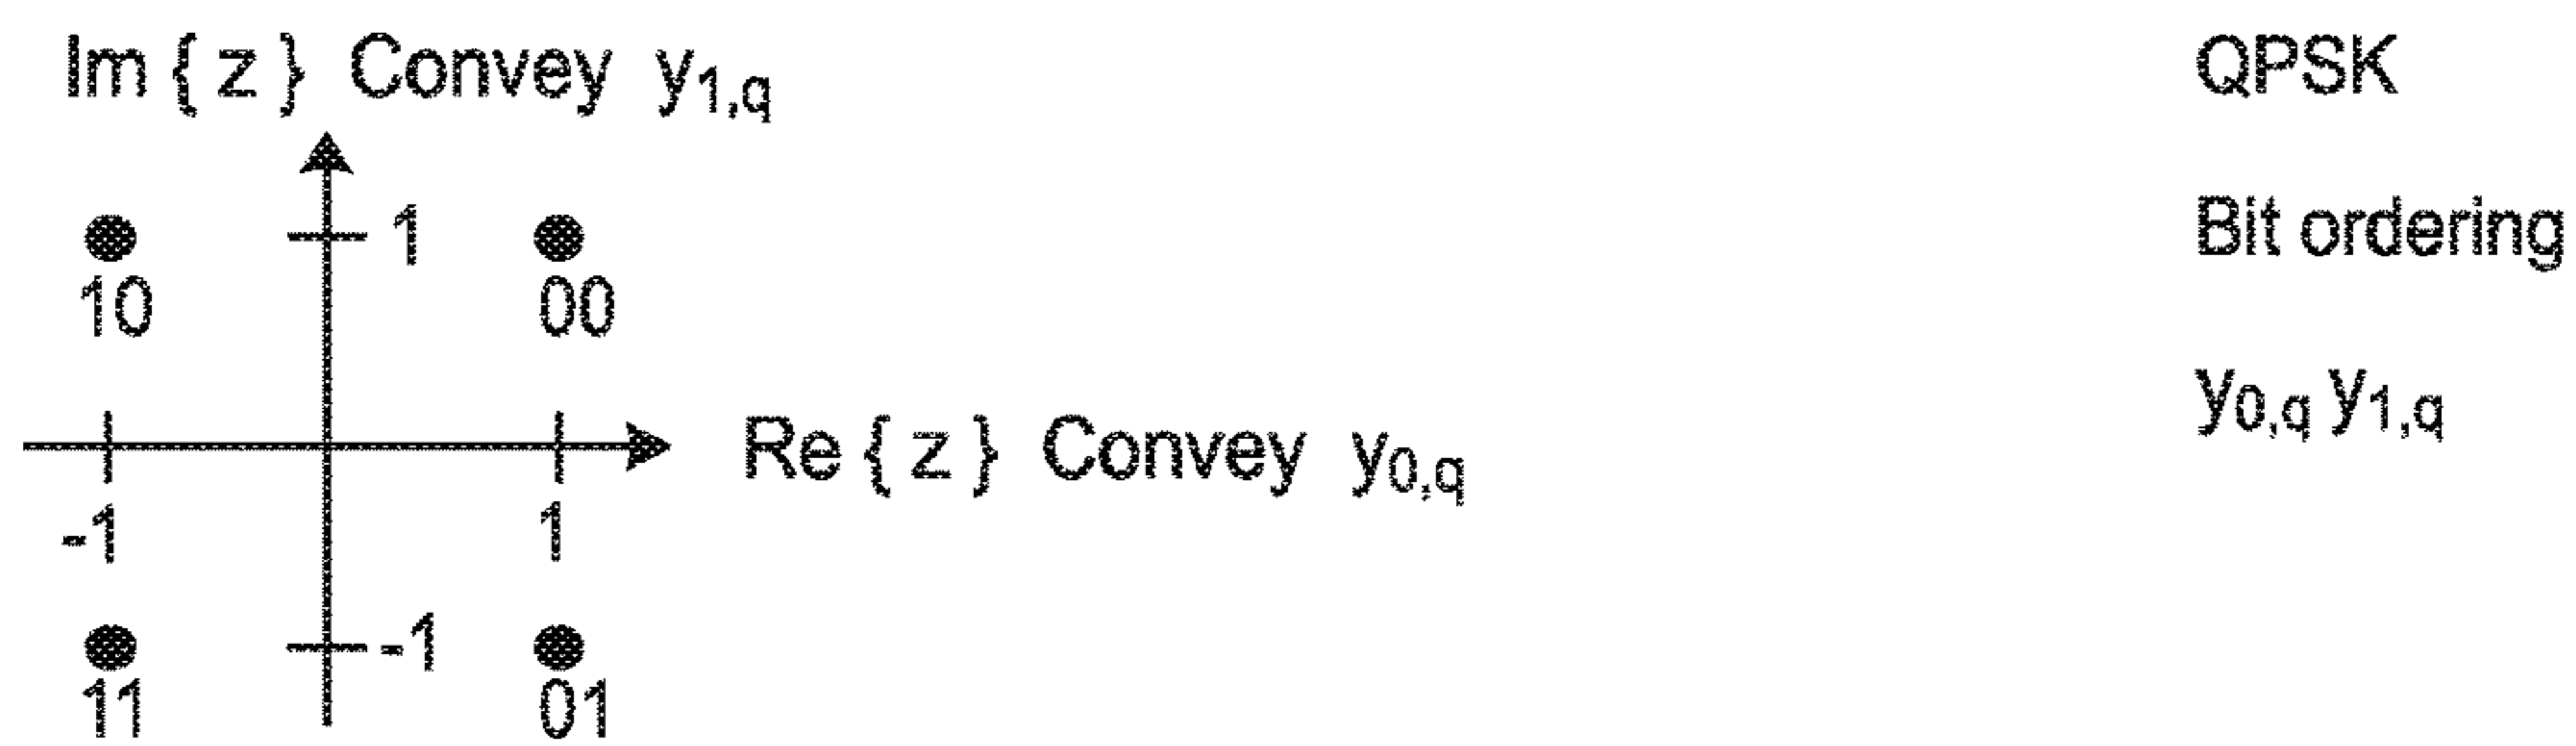 Im { z } Convey y1,q
QPSK
1
Bit ordering
10
00
y0,q y1,q
Re { z } Convey y0,q
-1
1
-1
11
01